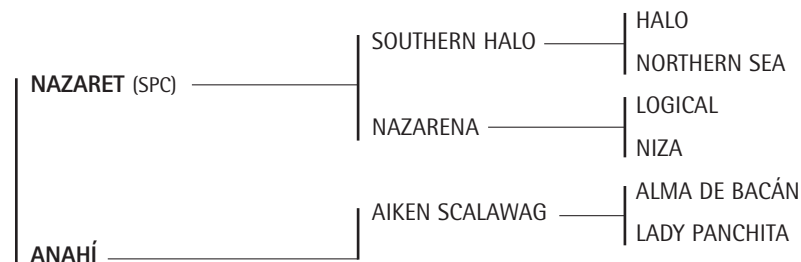 HALO
SOUTHERN HALO
NORTHERN SEA
NAZARET (SPC)
LOGICAL
NAZARENA
NIZA
ALMA DE BACÁN
AIKEN SCALAWAG
LADY PANCHITA
ANAHÍ